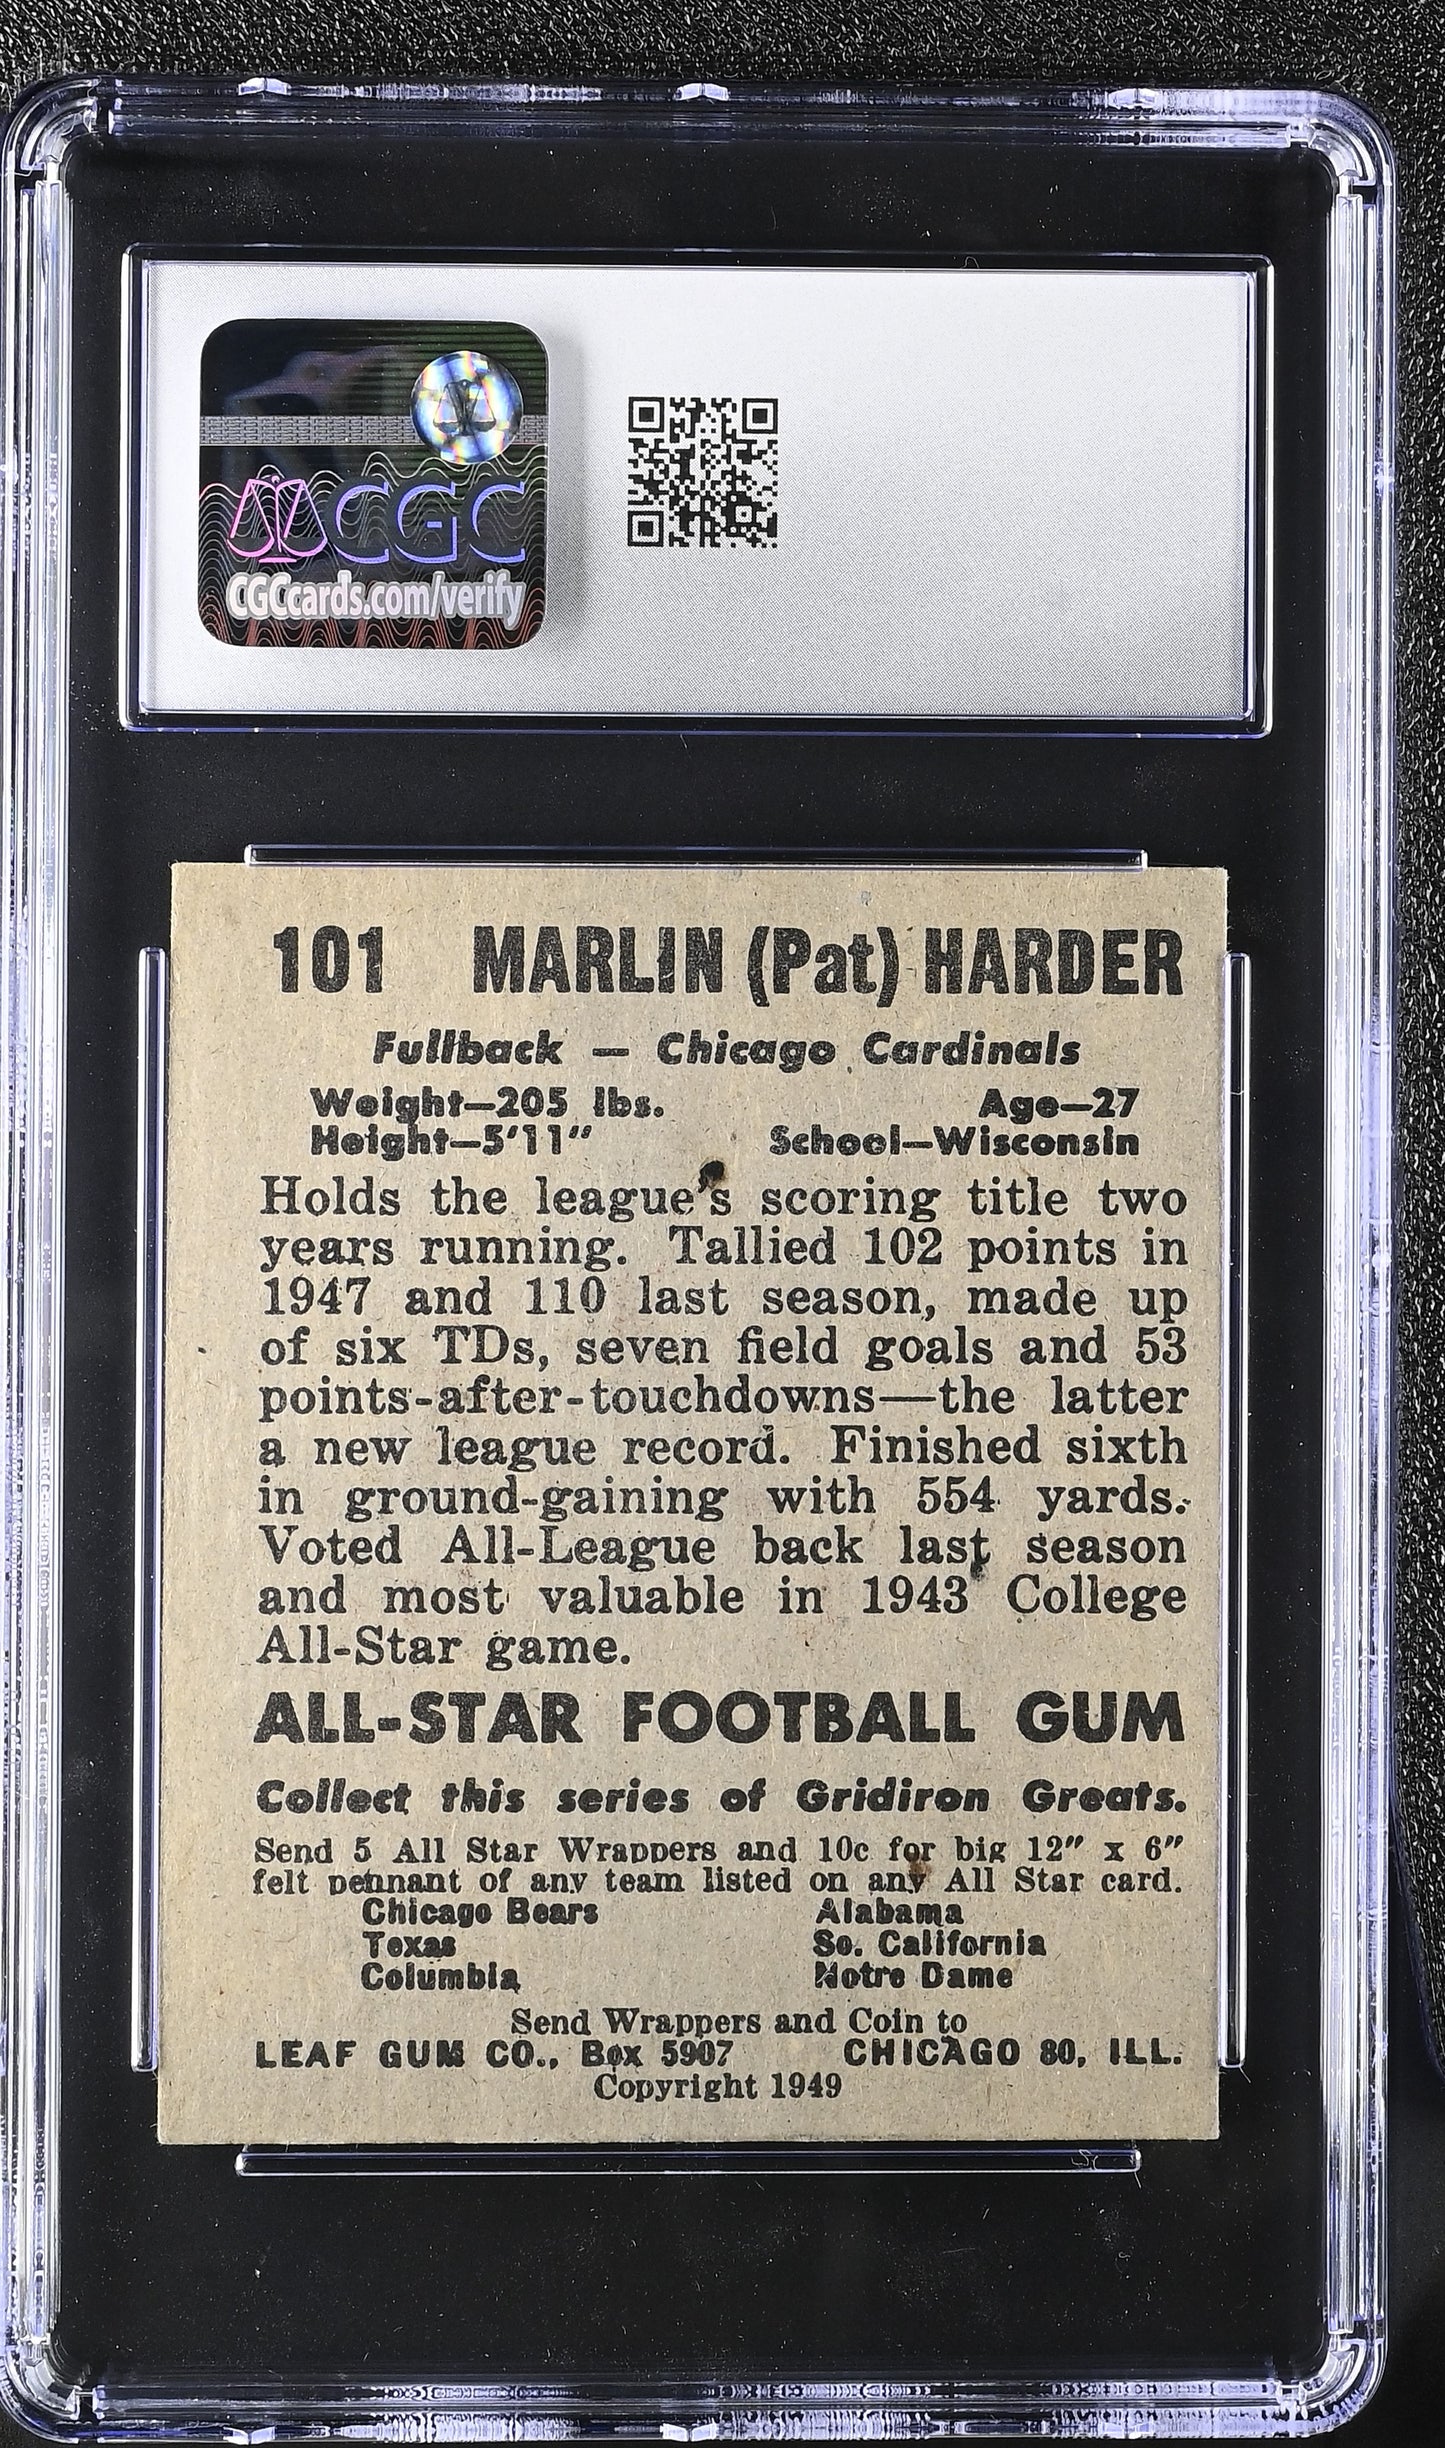 CGC
CGCcards.com/verify
101 MARLIN (Pat) HARDER
Fullback — Chicago Cardinals
Weight—205 lbs. Age—27
Height—5'11" School—Wisconsin
Holds the league's scoring title two
years running. Tallied 102 points in
1947 and 110 last season, made up
of six TDs, seven field goals and 53
points-after-touchdowns—the latter
a new league record. Finished sixth
in ground-gaining with 554 yards.
Voted All-League back last season
and most valuable in 1943 College
All-Star game.
ALL-STAR FOOTBALL GUM
Collect this series of Gridiron Greats.
Send 5 All Star Wrappers and 10c for big 12" x 6"
felt pennant of any team listed on any All Star card.
Chicago Bears Alabama
Texas So. California
Columbia Notre Dame
Send Wrappers and Coin to
LEAF GUM CO., Box 5907 CHICAGO 80, ILL.
Copyright 1949